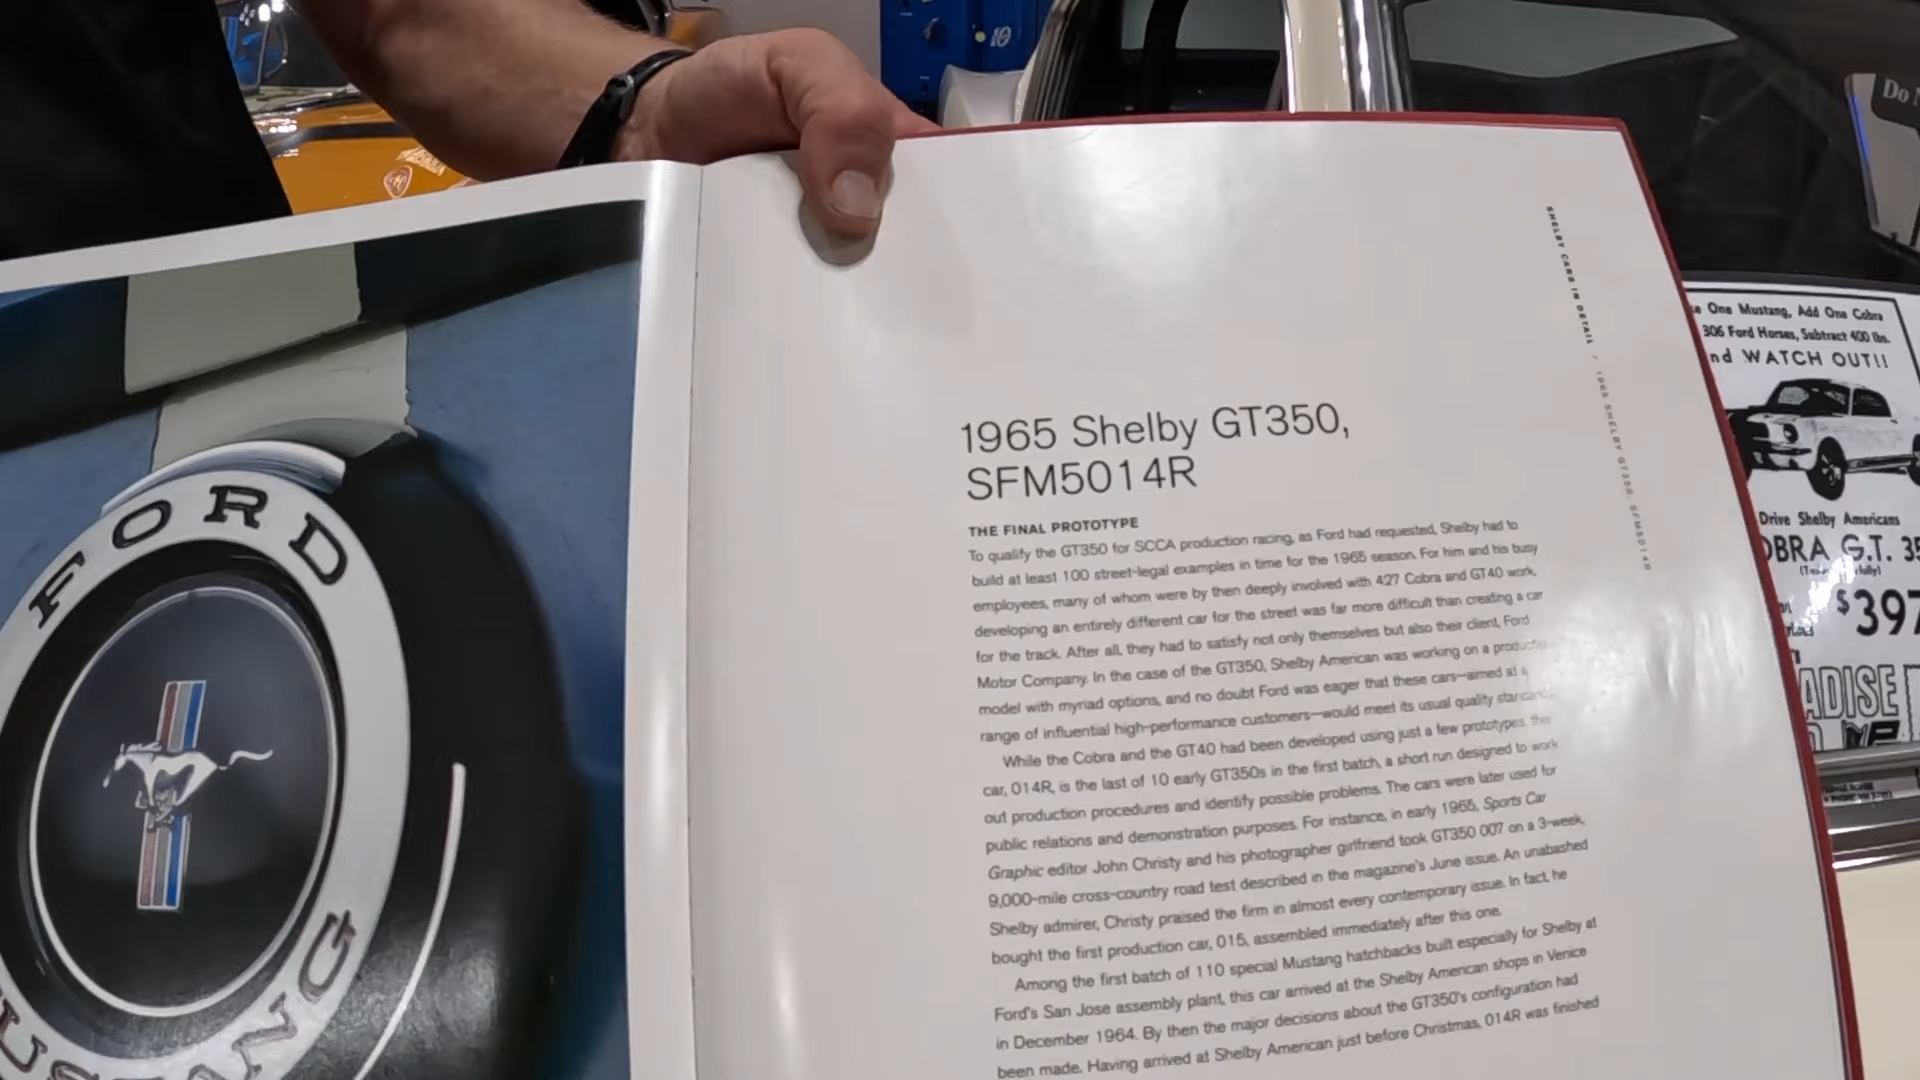 10
Do
FORD
1965 Shelby GT350,
SFM5014R
THE FINAL PROTOTYPE
To qualify the GT350 for SCCA production racing, as Ford had requested, Shelby had to
build at least 100 street-legal examples in time for the 1965 season. For him and his busy
employees, many of whom were by then deeply involved with 427 Cobra and GT40 work,
developing an entirely different car for the street was far more difficult than creating a car
for the track. After all, they had to satisfy not only themselves but also their client, Ford
Motor Company. In the case of the GT350, Shelby American was working on a
model with myriad options, and no doubt Ford was eager that these cars—aimed at
range of influential high-performance customers—would meet its usual quality
While the Cobra and the GT40 had been developed using just a few prototypes, this
car, 014R, is the last of 10 early GT350s in the first batch, a short run designed to work
out production procedures and identify possible problems. The cars were later used for
public relations and demonstration purposes. For instance, in early 1965, Sports Car
Graphic editor John Christy and his photographer girlfriend took GT350 007 on a 3-week,
9,000-mile cross-country road test described in the magazine's June issue. An unabashed
Shelby admirer, Christy praised the firm in almost every contemporary issue. In fact, he
bought the first production car, 015, assembled immediately after this one.
Among the first batch of 110 special Mustang hatchbacks built especially for Shelby at
Ford's San Jose assembly plant, this car arrived at the Shelby American shops in Venice
in December 1964. By then the major decisions about the GT350's configuration had
been made. Having arrived at Shelby American just before Christmas, 014R was finished
SHELBY CARS IN DETAIL / 1965 SHELBY GT350, SFM5014R
One Mustang, Add One Cobra
306 Ford Horses, Subtract 400 lbs.
nd WATCH OUT!!
Drive Shelby Americans
OBRA G.T. 35
$397
ADISE